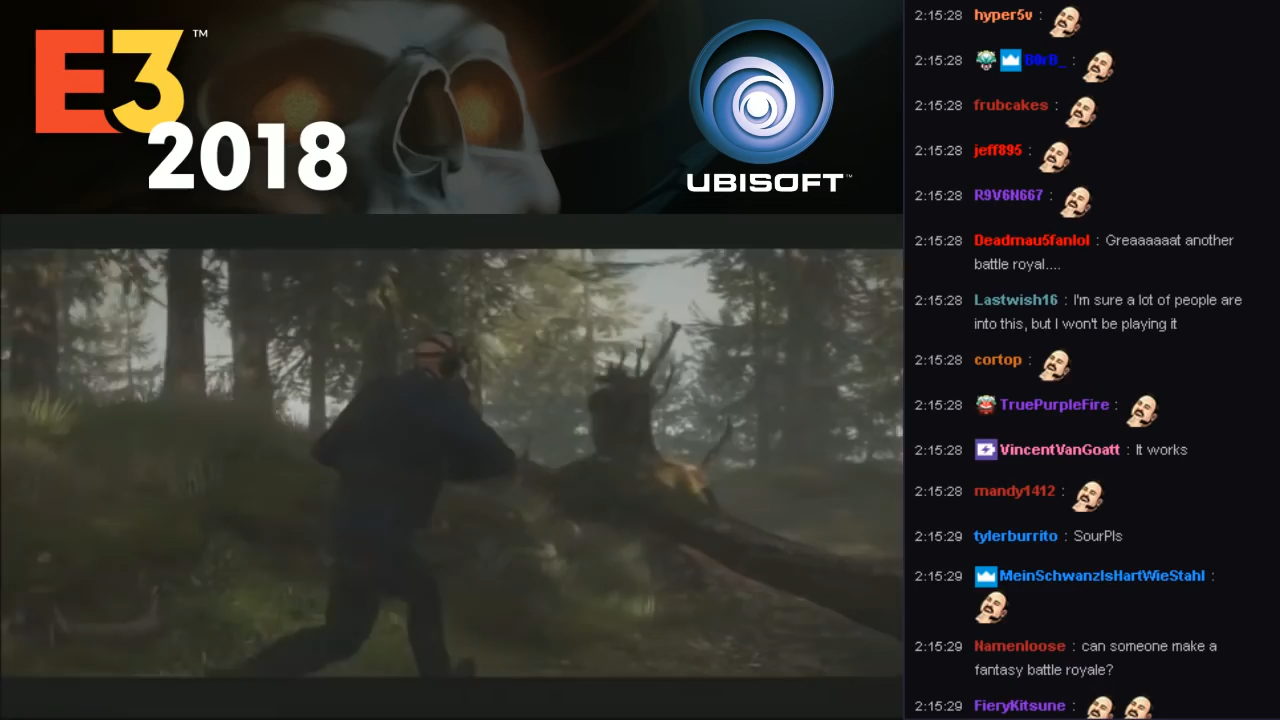 E3™
2018
UBISOFT™
2:15:28 hyper5v :
2:15:28 B0rB_ :
2:15:28 frubcakes :
2:15:28 jeff895 :
2:15:28 R9V6N667 :
2:15:28 Deadmau5fanlol : Greaaaaaat another
battle royal....
2:15:28 Lastwish16 : I'm sure a lot of people are
into this, but I won't be playing it
2:15:28 cortop :
2:15:28 TruePurpleFire :
2:15:28 VincentVanGoatt : It works
2:15:28 mandy1412 :
2:15:29 tylerburrito : SourPls
2:15:29 MeinSchwanzIsHartWieStahl :
2:15:29 Namenloose : can someone make a
fantasy battle royale?
2:15:29 FieryKitsune :